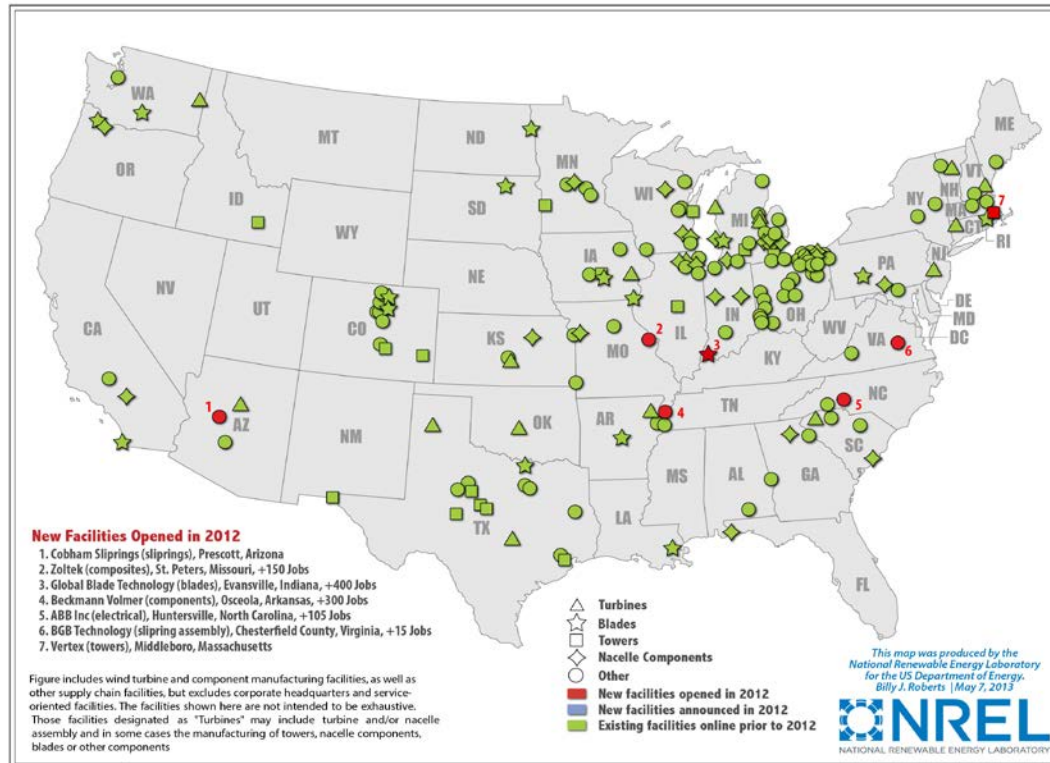 WA
MT
ND
MN
ME
OR
ID
WY
SD
WI
MI
NY
VT
NH
MA
CT
RI
7
NV
UT
CO
NE
IA
IL
IN
OH
PA
NJ
DE
MD
DC
WV
VA
6
CA
KS
MO
2
3
KY
1
AZ
NM
OK
AR
4
TN
NC
5
SC
TX
LA
MS
AL
GA
FL
New Facilities Opened in 2012
1. Cobham Sliprings (sliprings), Prescott, Arizona
2. Zoltek (composites), St. Peters, Missouri, +150 Jobs
3. Global Blade Technology (blades), Evansville, Indiana, +400 Jobs
4. Beckmann Volmer (components), Osceola, Arkansas, +300 Jobs
5. ABB Inc (electrical), Huntersville, North Carolina, +105 Jobs
6. BGB Technology (slipring assembly), Chesterfield County, Virginia, +15 Jobs
7. Vertex (towers), Middleboro, Massachusetts
Figure includes wind turbine and component manufacturing facilities, as well as
other supply chain facilities, but excludes corporate headquarters and service-
oriented facilities. The facilities shown here are not intended to be exhaustive.
Those facilities designated as "Turbines" may include turbine and/or nacelle
assembly and in some cases the manufacturing of towers, nacelle components,
blades or other components
Turbines
Blades
Towers
Nacelle Components
Other
New facilities opened in 2012
New facilities announced in 2012
Existing facilities online prior to 2012
This map was produced by the
National Renewable Energy Laboratory
for the US Department of Energy.
Billy J. Roberts | May 7, 2013
NREL
NATIONAL RENEWABLE ENERGY LABORATORY